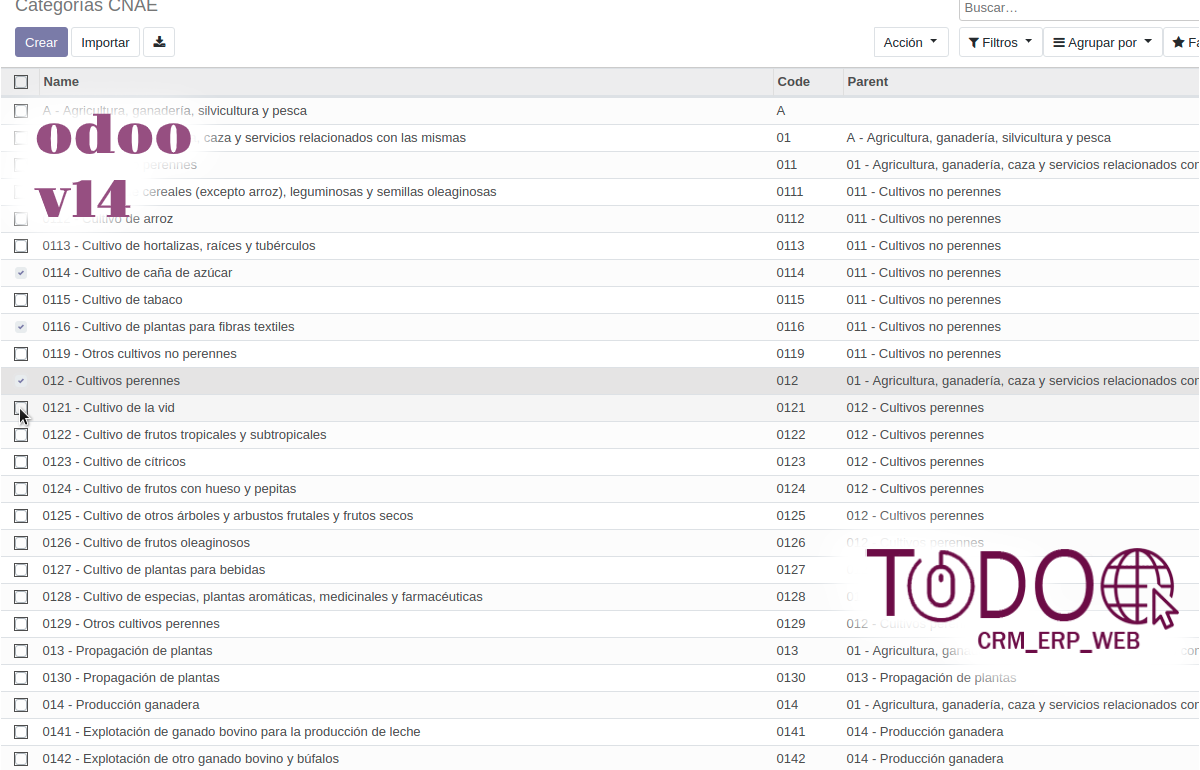 Categorías CNAE
Buscar...
Crear Importar Acción Filtros Agrupar por Fa
Name Code Parent
A - Agricultura, ganadería, silvicultura y pesca A
caza y servicios relacionados con las mismas 01 A - Agricultura, ganadería, silvicultura y pesca
perennes 011 01 - Agricultura, ganadería, caza y servicios relacionados con
cereales (excepto arroz), leguminosas y semillas oleaginosas 0111 011 - Cultivos no perennes
Cultivo de arroz 0112 011 - Cultivos no perennes
odoo
v14
0113 - Cultivo de hortalizas, raíces y tubérculos 0113 011 - Cultivos no perennes
0114 - Cultivo de caña de azúcar 0114 011 - Cultivos no perennes
0115 - Cultivo de tabaco 0115 011 - Cultivos no perennes
0116 - Cultivo de plantas para fibras textiles 0116 011 - Cultivos no perennes
0119 - Otros cultivos no perennes 0119 011 - Cultivos no perennes
012 - Cultivos perennes 012 01 - Agricultura, ganadería, caza y servicios relacionados con
0121 - Cultivo de la vid 0121 012 - Cultivos perennes
0122 - Cultivo de frutos tropicales y subtropicales 0122 012 - Cultivos perennes
0123 - Cultivo de cítricos 0123 012 - Cultivos perennes
0124 - Cultivo de frutos con hueso y pepitas 0124 012 - Cultivos perennes
0125 - Cultivo de otros árboles y arbustos frutales y frutos secos 0125 012 - Cultivos perennes
0126 - Cultivo de frutos oleaginosos 0126 012 - Cultivos perennes
0127 - Cultivo de plantas para bebidas 0127
0128 - Cultivo de especias, plantas aromáticas, medicinales y farmacéuticas 0128
0129 - Otros cultivos perennes 0129 012 - Cultivos
013 - Propagación de plantas 013 01 - Agricultura, con
0130 - Propagación de plantas 0130 013 - Propagación de plantas
TODOO
CRM_ERP_WEB
014 - Producción ganadera 014 01 - Agricultura, ganadería, caza y servicios relacionados con
0141 - Explotación de ganado bovino para la producción de leche 0141 014 - Producción ganadera
0142 - Explotación de otro ganado bovino y búfalos 0142 014 - Producción ganadera